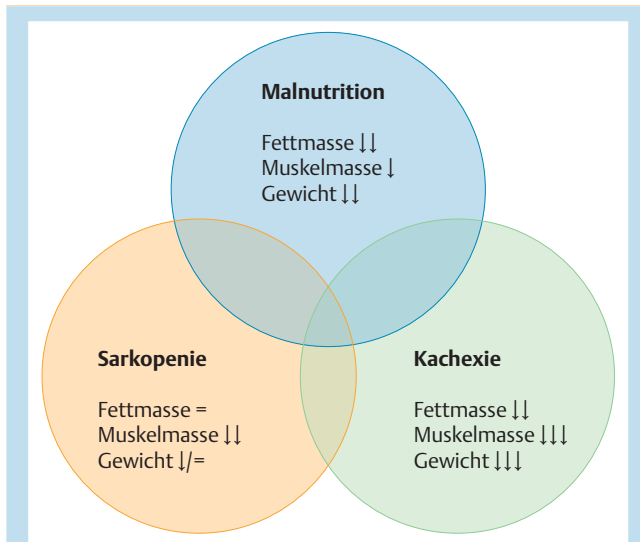 Malnutrition
Fettmasse ↓↓
Muskelmasse ↓
Gewicht ↓↓
Sarkopenie
Fettmasse =
Muskelmasse ↓↓
Gewicht ↓/=
Kachexie
Fettmasse ↓↓
Muskelmasse ↓↓↓
Gewicht ↓↓↓